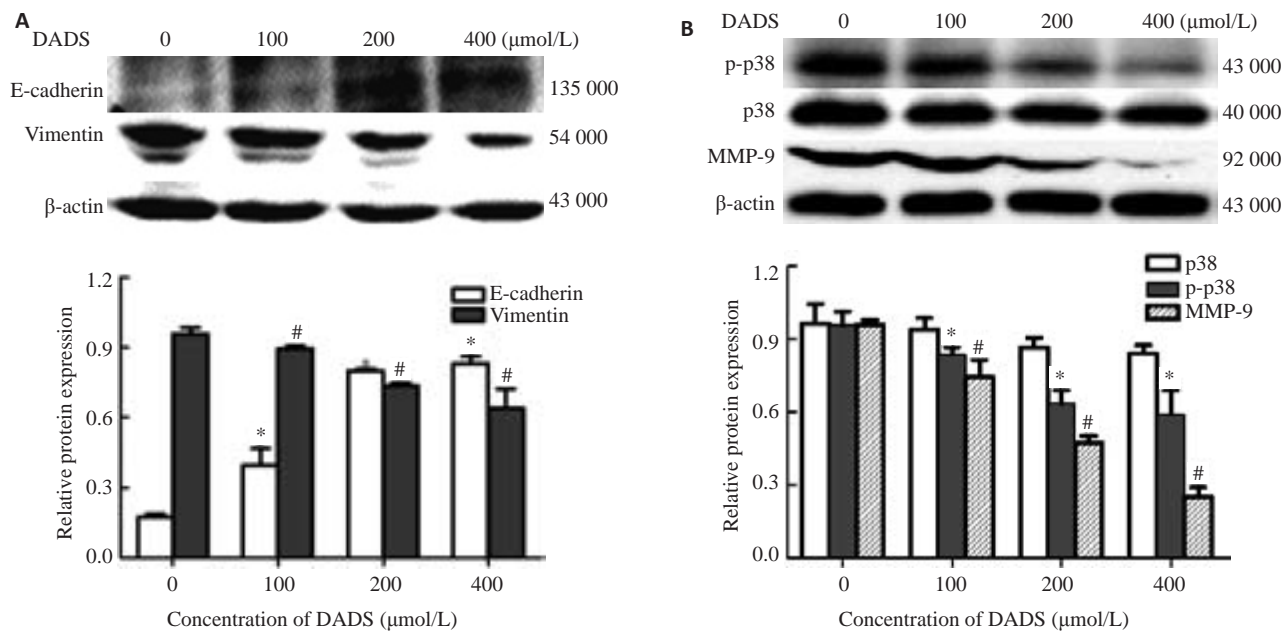 A
DADS 0 100 200 400 (μmol/L)
E-cadherin 135 000
Vimentin 54 000
β-actin 43 000
1.2
0.9
0.6
0.3
0.0
Relative protein expression
E-cadherin
Vimentin
* # # * #
0 100 200 400
Concentration of DADS (μmol/L)
B
DADS 0 100 200 400 (μmol/L)
p-p38 43 000
p38 40 000
MMP-9 92 000
β-actin 43 000
1.2
0.9
0.6
0.3
0.0
Relative protein expression
p38
p-p38
MMP-9
* # * # * #
0 100 200 400
Concentration of DADS (μmol/L)